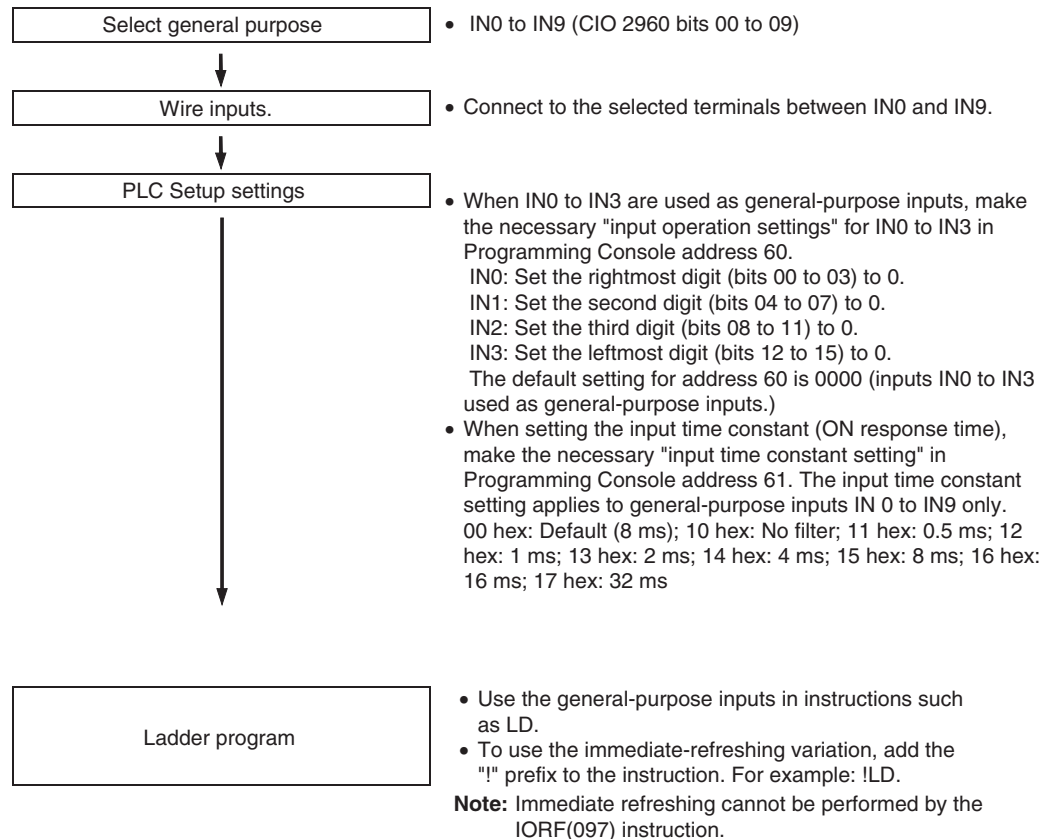 Select general purpose
• IN0 to IN9 (CIO 2960 bits 00 to 09)
Wire inputs.
• Connect to the selected terminals between IN0 and IN9.
PLC Setup settings
• When IN0 to IN3 are used as general-purpose inputs, make
the necessary "input operation settings" for IN0 to IN3 in
Programming Console address 60.
IN0: Set the rightmost digit (bits 00 to 03) to 0.
IN1: Set the second digit (bits 04 to 07) to 0.
IN2: Set the third digit (bits 08 to 11) to 0.
IN3: Set the leftmost digit (bits 12 to 15) to 0.
The default setting for address 60 is 0000 (inputs IN0 to IN3
used as general-purpose inputs.)
• When setting the input time constant (ON response time),
make the necessary "input time constant setting" in
Programming Console address 61. The input time constant
setting applies to general-purpose inputs IN 0 to IN9 only.
00 hex: Default (8 ms); 10 hex: No filter; 11 hex: 0.5 ms; 12
hex: 1 ms; 13 hex: 2 ms; 14 hex: 4 ms; 15 hex: 8 ms; 16 hex:
16 ms; 17 hex: 32 ms
Ladder program
• Use the general-purpose inputs in instructions such
as LD.
• To use the immediate-refreshing variation, add the
"!" prefix to the instruction. For example: !LD.
Note: Immediate refreshing cannot be performed by the
IORF(097) instruction.